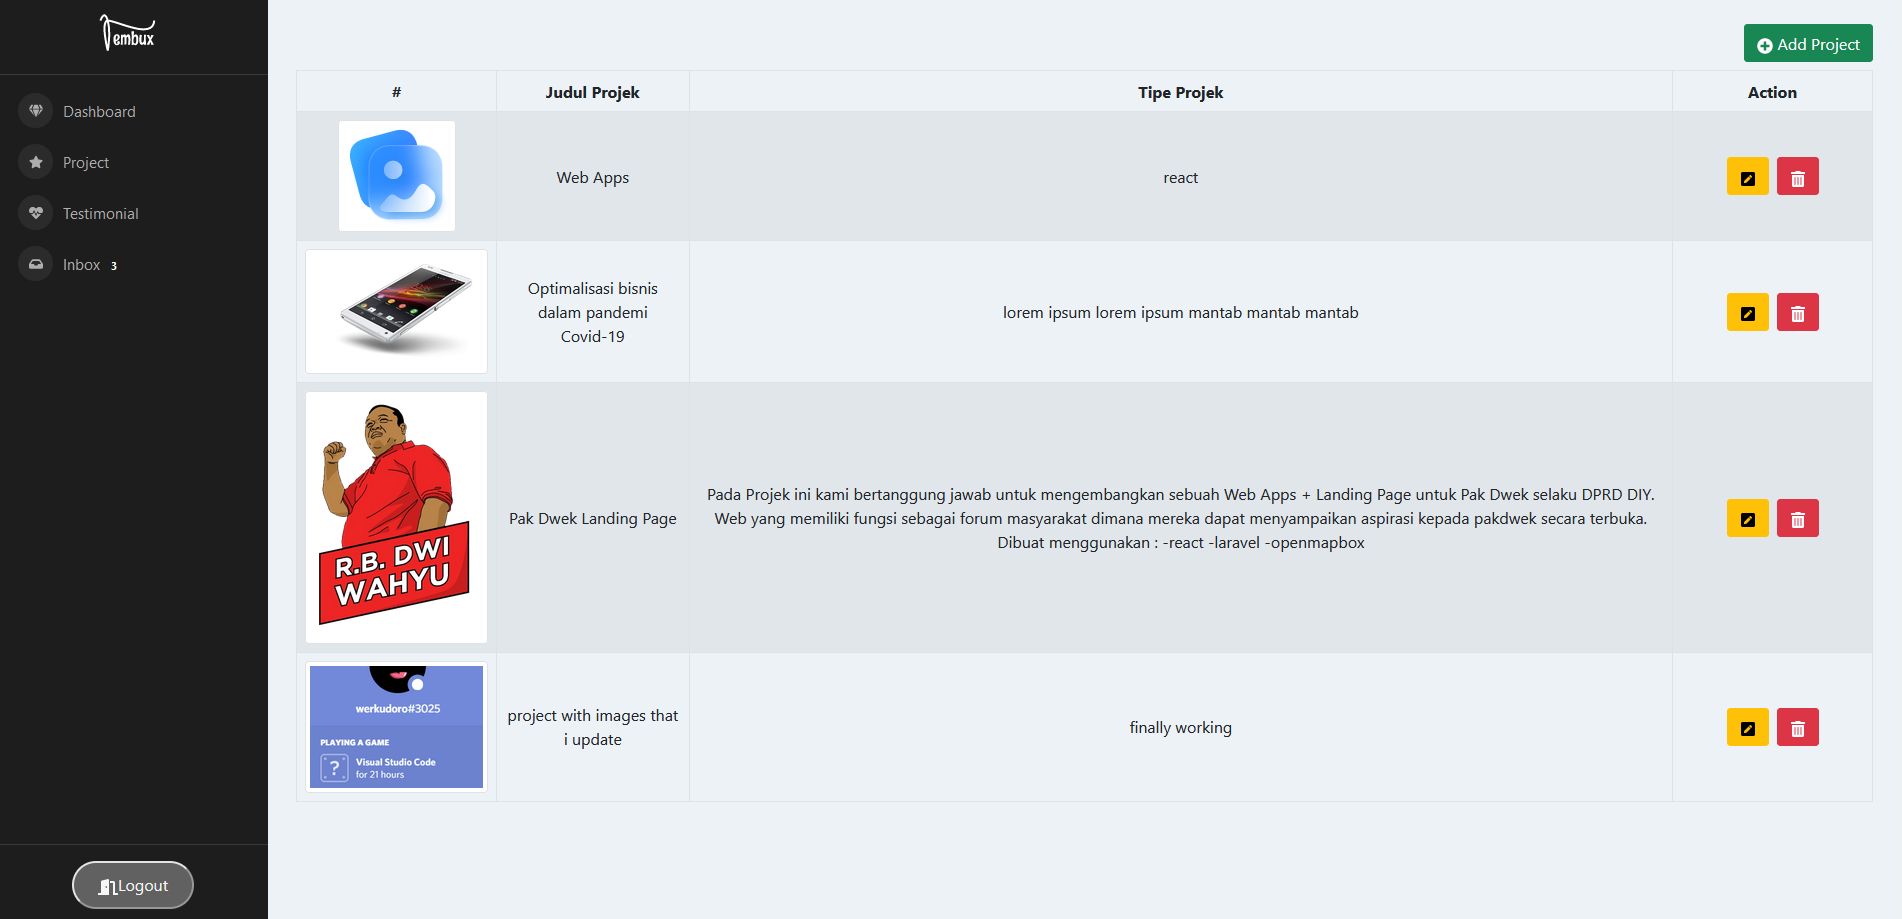 Tembux
Dashboard
Project
Testimonial
Inbox 3
Logout
Add Project
# Judul Projek Tipe Projek Action
Web Apps
react
Optimalisasi bisnis
dalam pandemi
Covid-19
lorem ipsum lorem ipsum mantab mantab mantab
R.B. DWI
WAHYU
Pak Dwek Landing Page
Pada Projek ini kami bertanggung jawab untuk mengembangkan sebuah Web Apps + Landing Page untuk Pak Dwek selaku DPRD DIY.
Web yang memiliki fungsi sebagai forum masyarakat dimana mereka dapat menyampaikan aspirasi kepada pakdwek secara terbuka.
Dibuat menggunakan : -react -laravel -openmapbox
werkudoro#3025
PLAYING A GAME
?
Visual Studio Code
for 21 hours
project with images that
i update
finally working